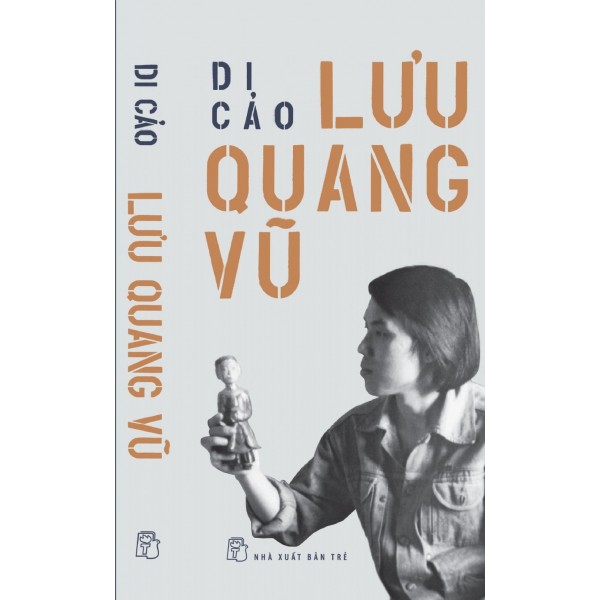 DI CẢO
LƯU QUANG VŨ
DI
CẢO
LƯU
QUANG
VŨ
NHÀ XUẤT BẢN TRẺ